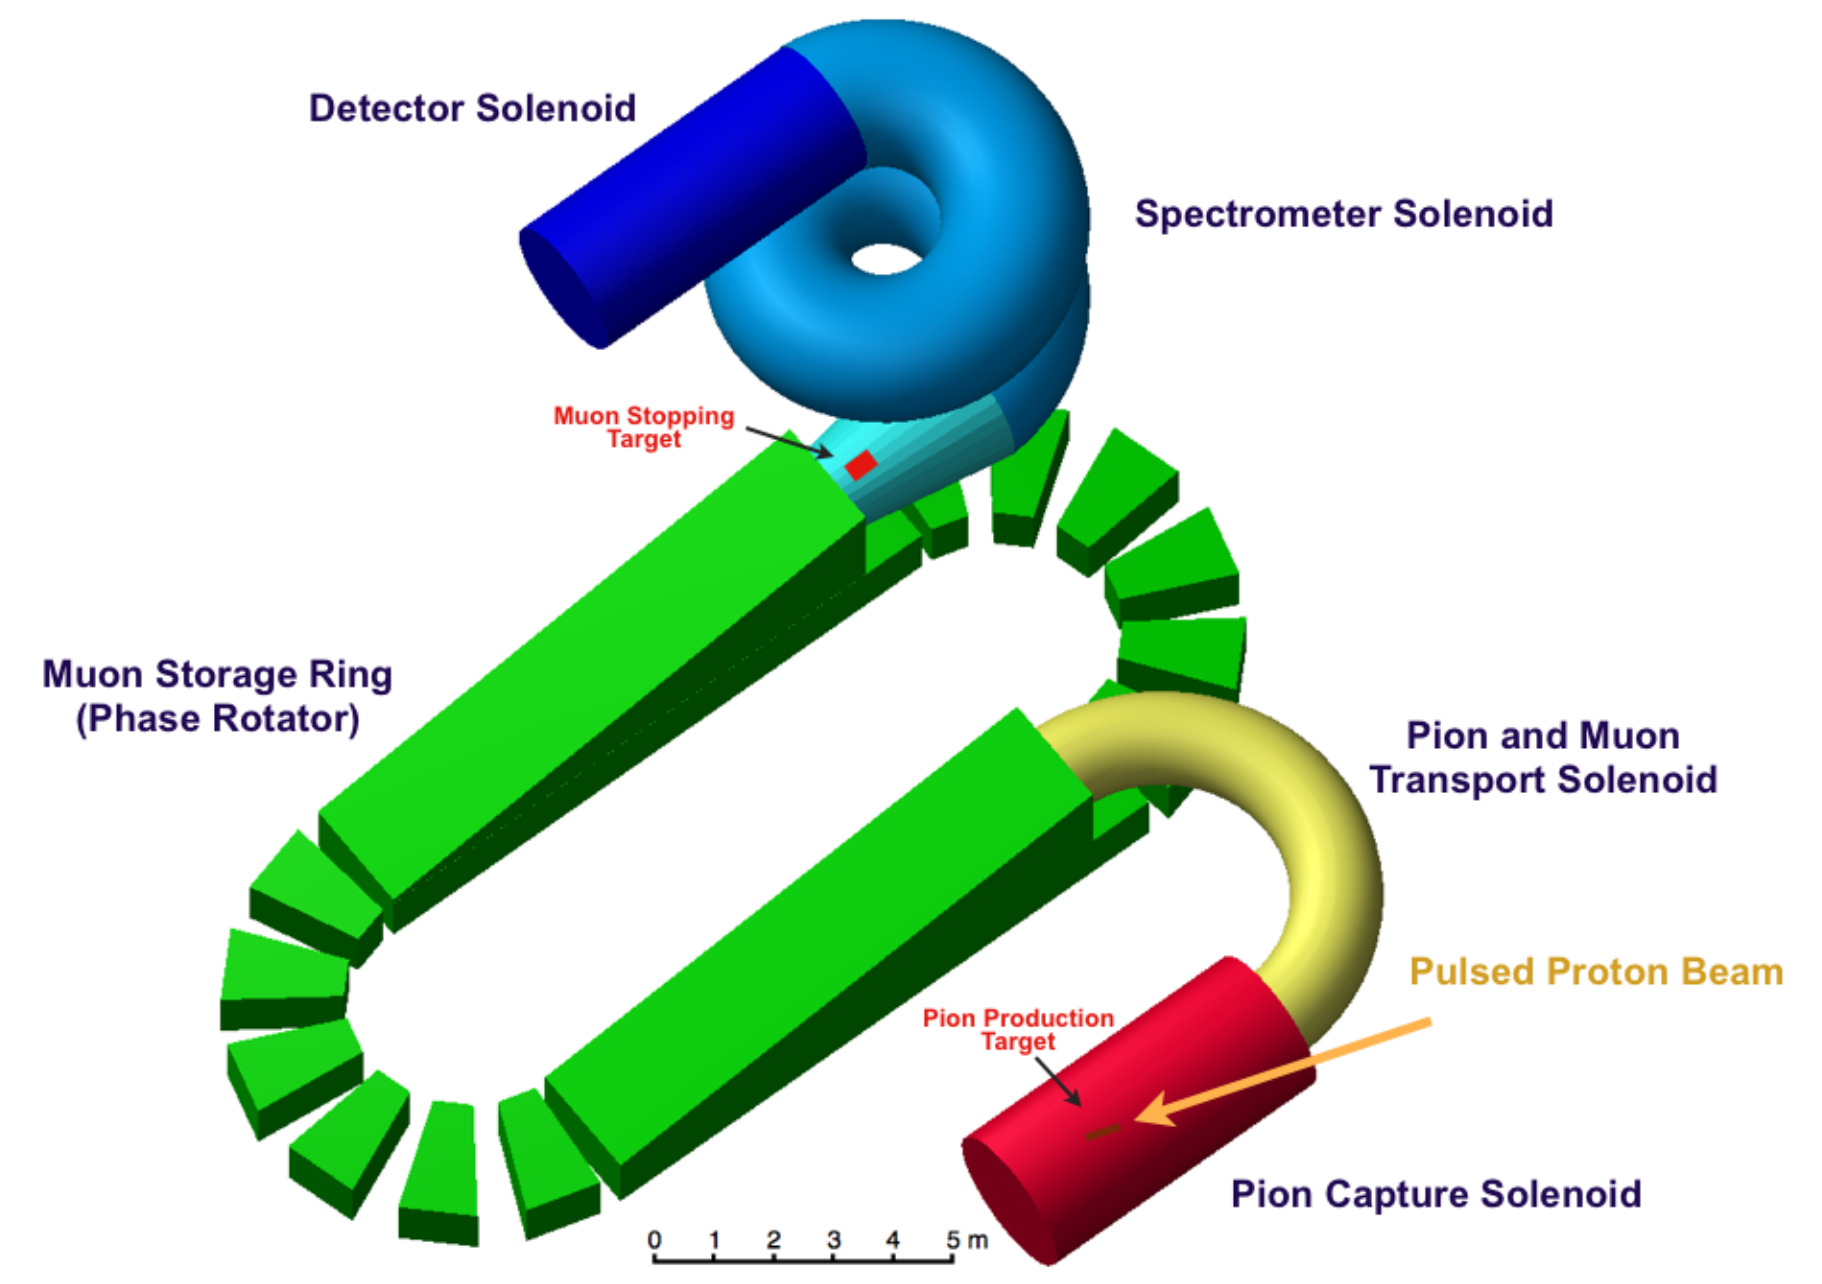 Detector Solenoid
Spectrometer Solenoid
Muon Stopping
Target
Muon Storage Ring
(Phase Rotator)
Pion and Muon
Transport Solenoid
Pulsed Proton Beam
Pion Production
Target
Pion Capture Solenoid
0 1 2 3 4 5 m